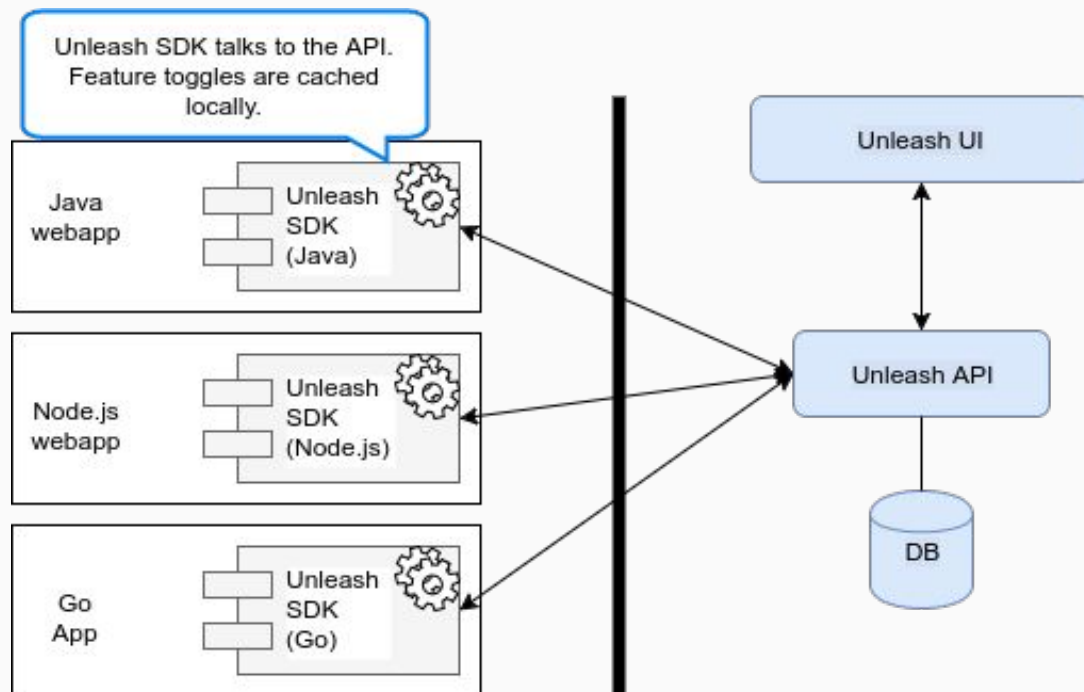 Unleash SDK talks to the API.
Feature toggles are cached
locally.
Java
webapp
Unleash
SDK
(Java)
Node.js
webapp
Unleash
SDK
(Node.js)
Go
App
Unleash
SDK
(Go)
Unleash UI
Unleash API
DB